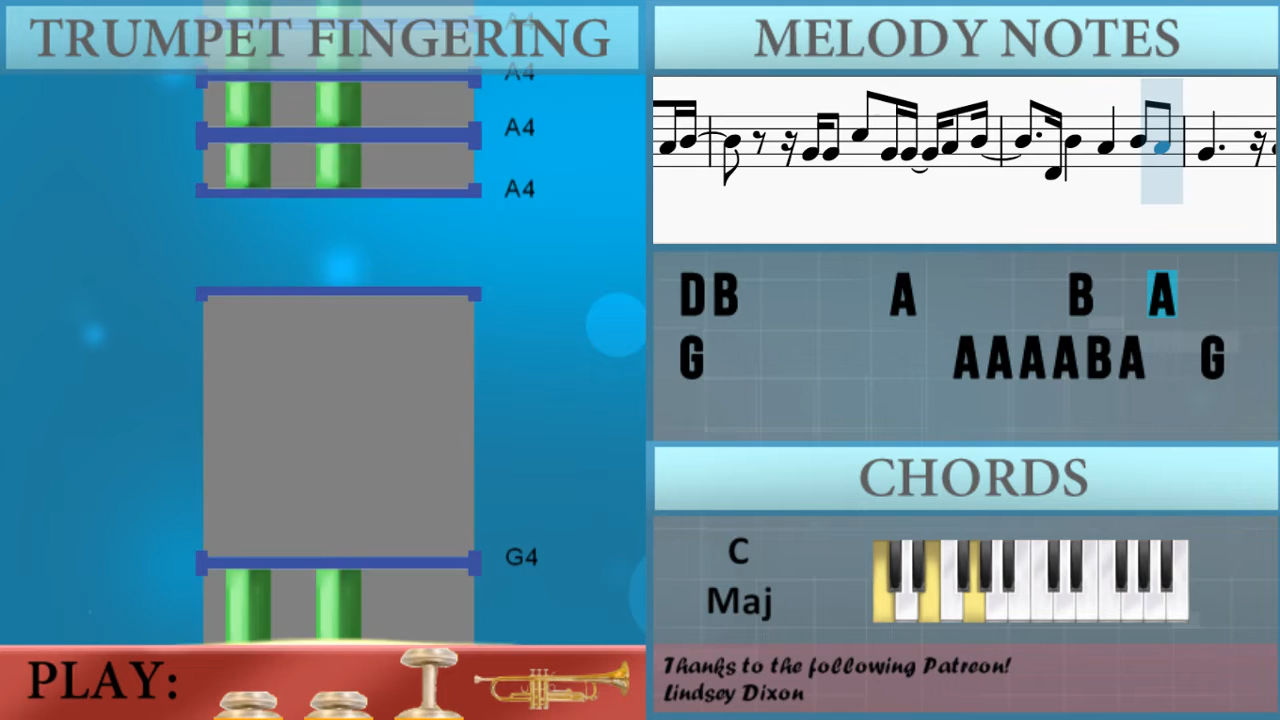 TRUMPET FINGERING
A4
A4
A4
A4
G4
PLAY:
MELODY NOTES
DB A B A
G AAAABA G
CHORDS
C
Maj
Thanks to the following Patreon!
Lindsey Dixon